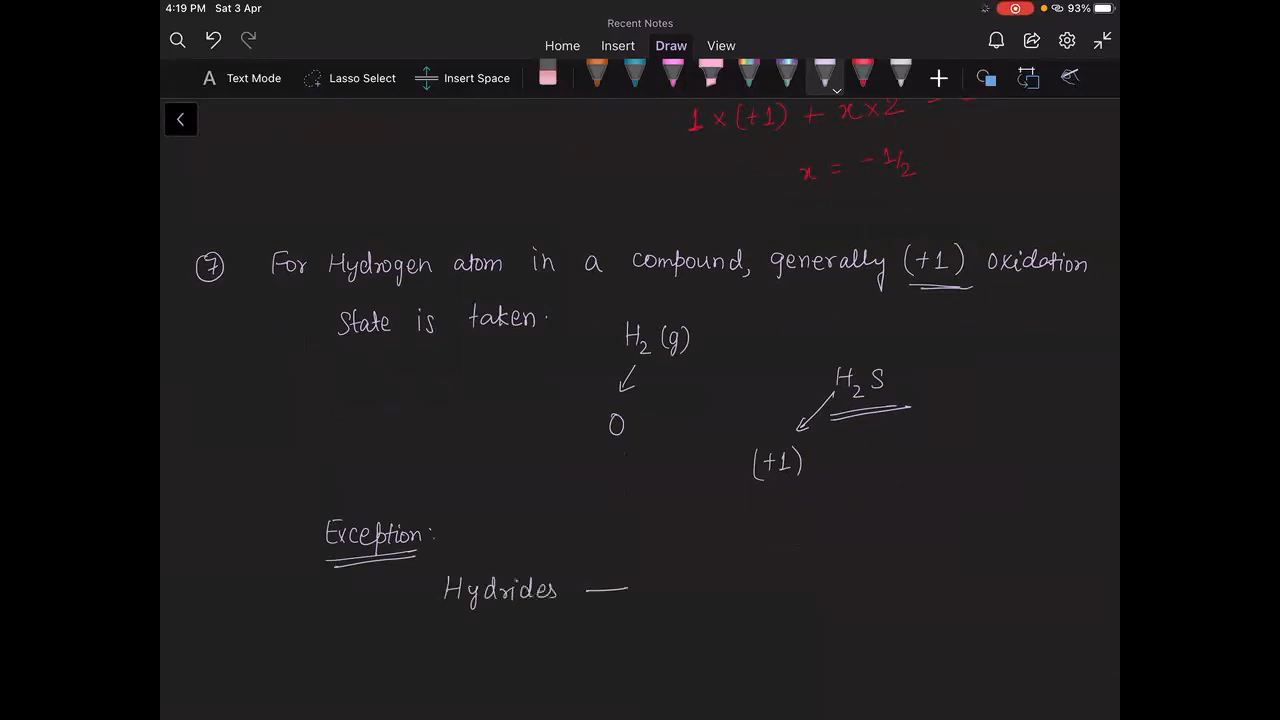 4:19 PM Sat 3 Apr
93%
Recent Notes
Home Insert Draw View
Text Mode Lasso Select Insert Space
1 × (+1) + x × 2 =
x = -1/2
⑦ For Hydrogen atom in a compound, generally (+1) oxidation
state is taken.
H₂ (g)
H₂S
0
(+1)
Exception:
Hydrides —